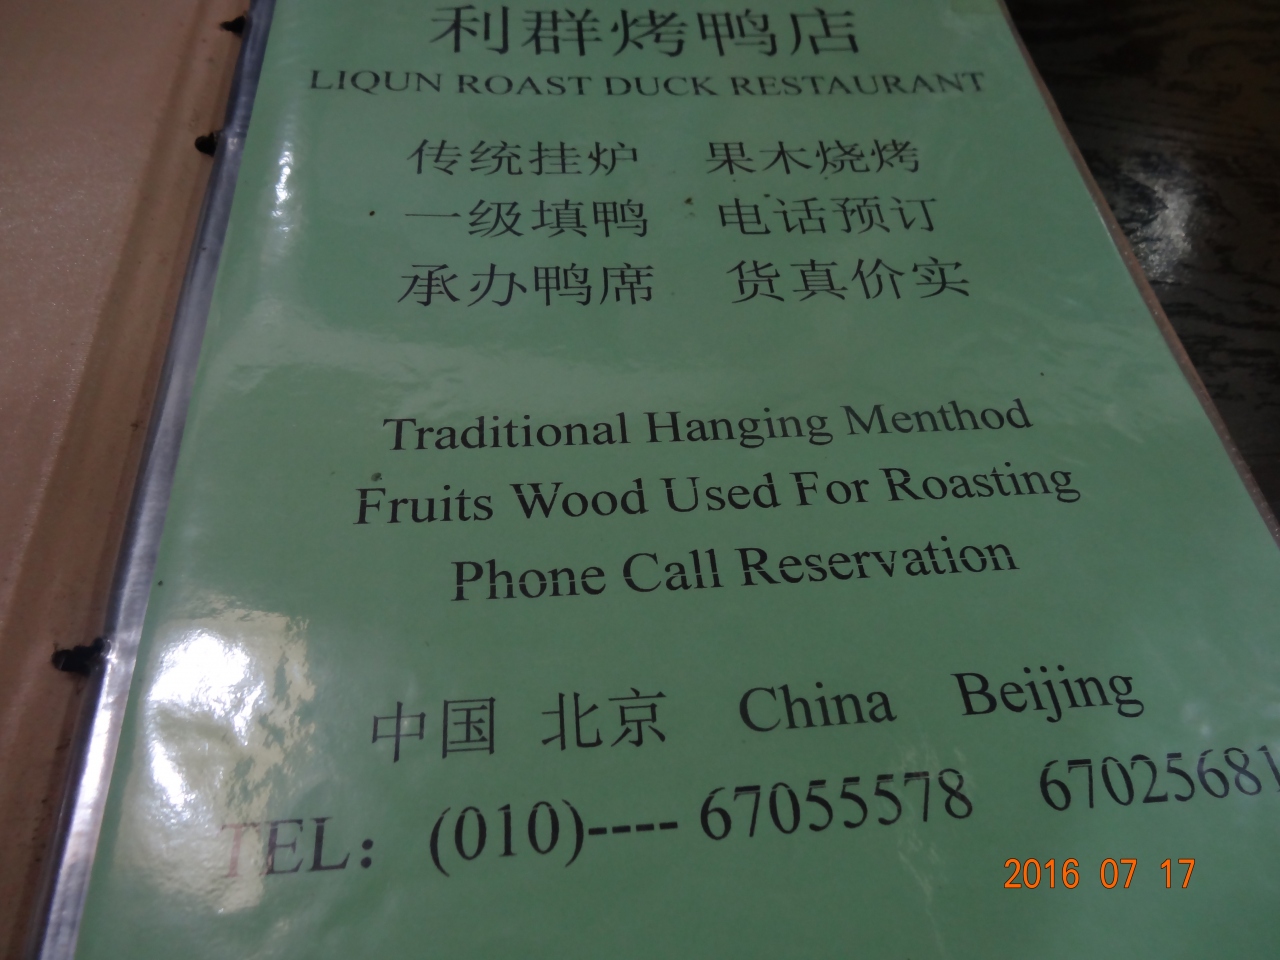 利群烤鸭店
LIQUN ROAST DUCK RESTAURANT
传统挂炉 果木烧烤
一级填鸭 电话预订
承办鸭席 货真价实
Traditional Hanging Menthod
Fruits Wood Used For Roasting
Phone Call Reservation
中国 北京 China Beijing
TEL： (010)---- 67055578 67025681
2016 07 17